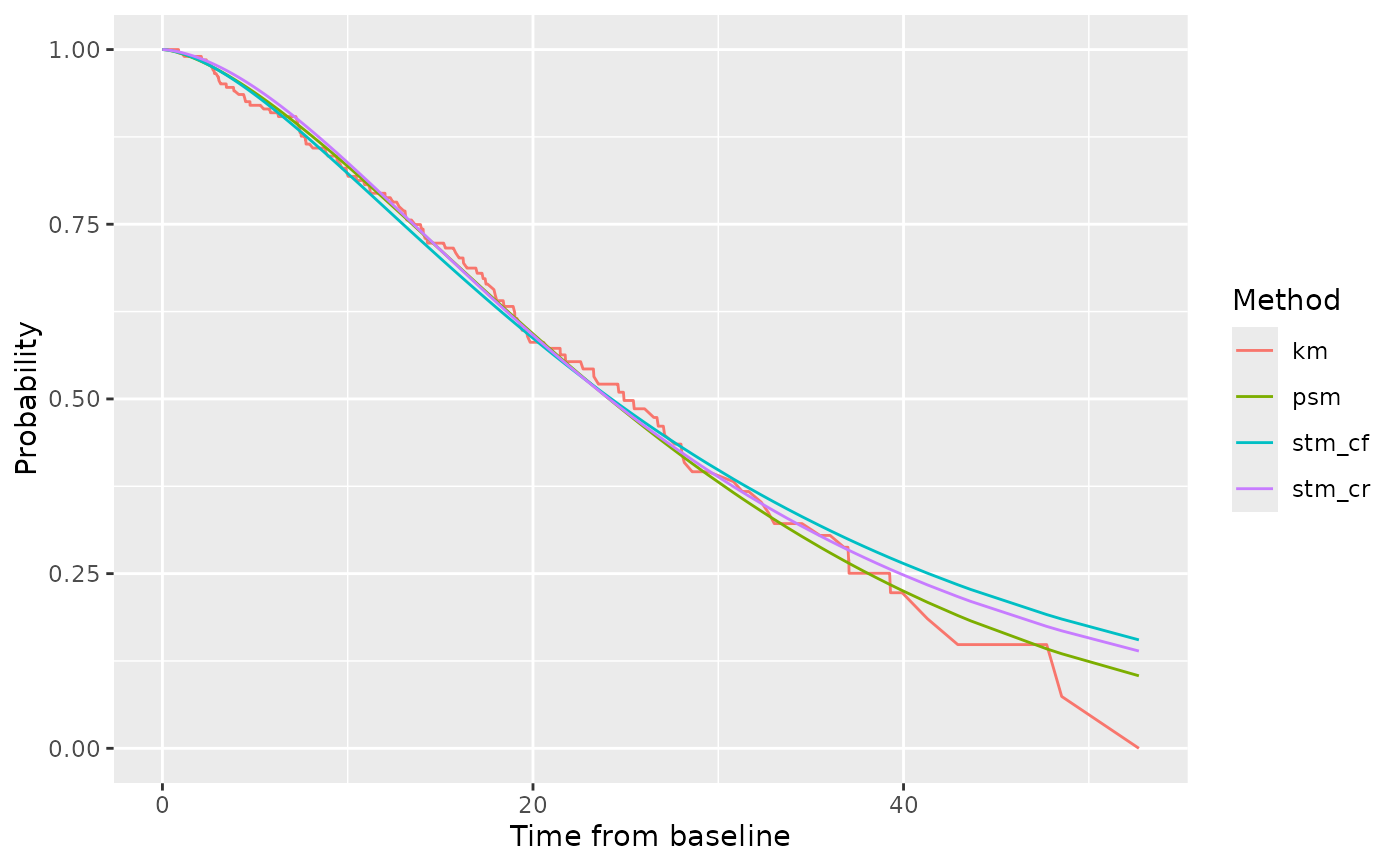 1.00
0.75
0.50
0.25
0.00
Probability
0
20
40
Time from baseline
Method
km
psm
stm_cf
stm_cr